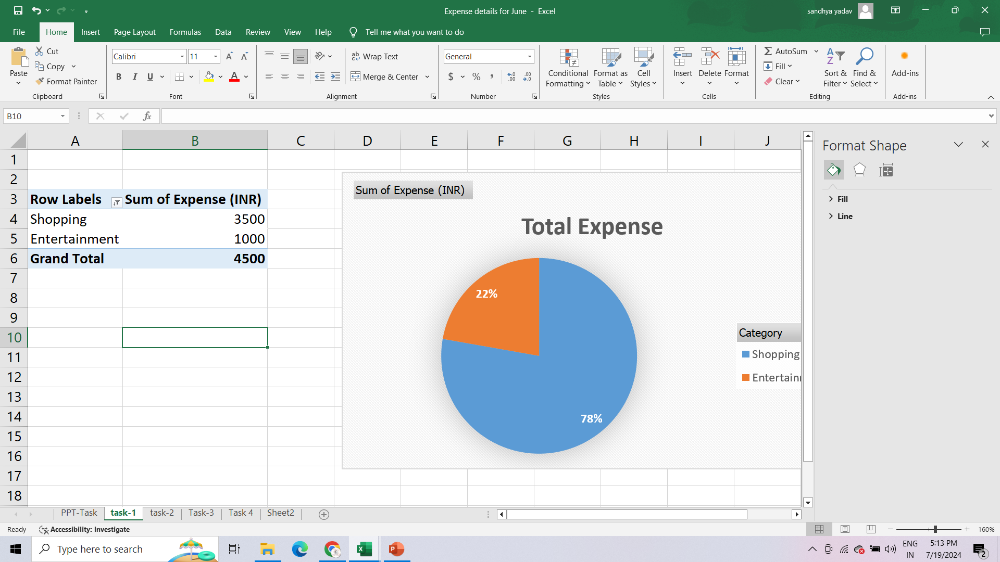 Expense details for June - Excel
sandhya yadav
File Home Insert Page Layout Formulas Data Review View Help Tell me what you want to do
Paste
Cut
Copy
Format Painter
Clipboard
Calibri 11
B I U
Font
Wrap Text
Merge & Center
Alignment
General
$ % ,
Number
Conditional Formatting
Format as Table
Cell Styles
Styles
Insert Delete Format
Cells
AutoSum
Fill
Clear
Sort & Filter
Find & Select
Editing
Add-ins
Add-ins
B10
fx
A B C D E F G H I J
1
2
3 Row Labels Sum of Expense (INR)
4 Shopping 3500
5 Entertainment 1000
6 Grand Total 4500
7
8
9
10
11
12
13
14
15
16
17
18
Sum of Expense (INR)
Total Expense
22%
78%
Category
Shopping
Entertain
Format Shape
Fill
Line
PPT-Task task-1 task-2 Task-3 Task 4 Sheet2
Ready Accessibility: Investigate
160%
Type here to search
ENG
IN
5:13 PM
7/19/2024
2